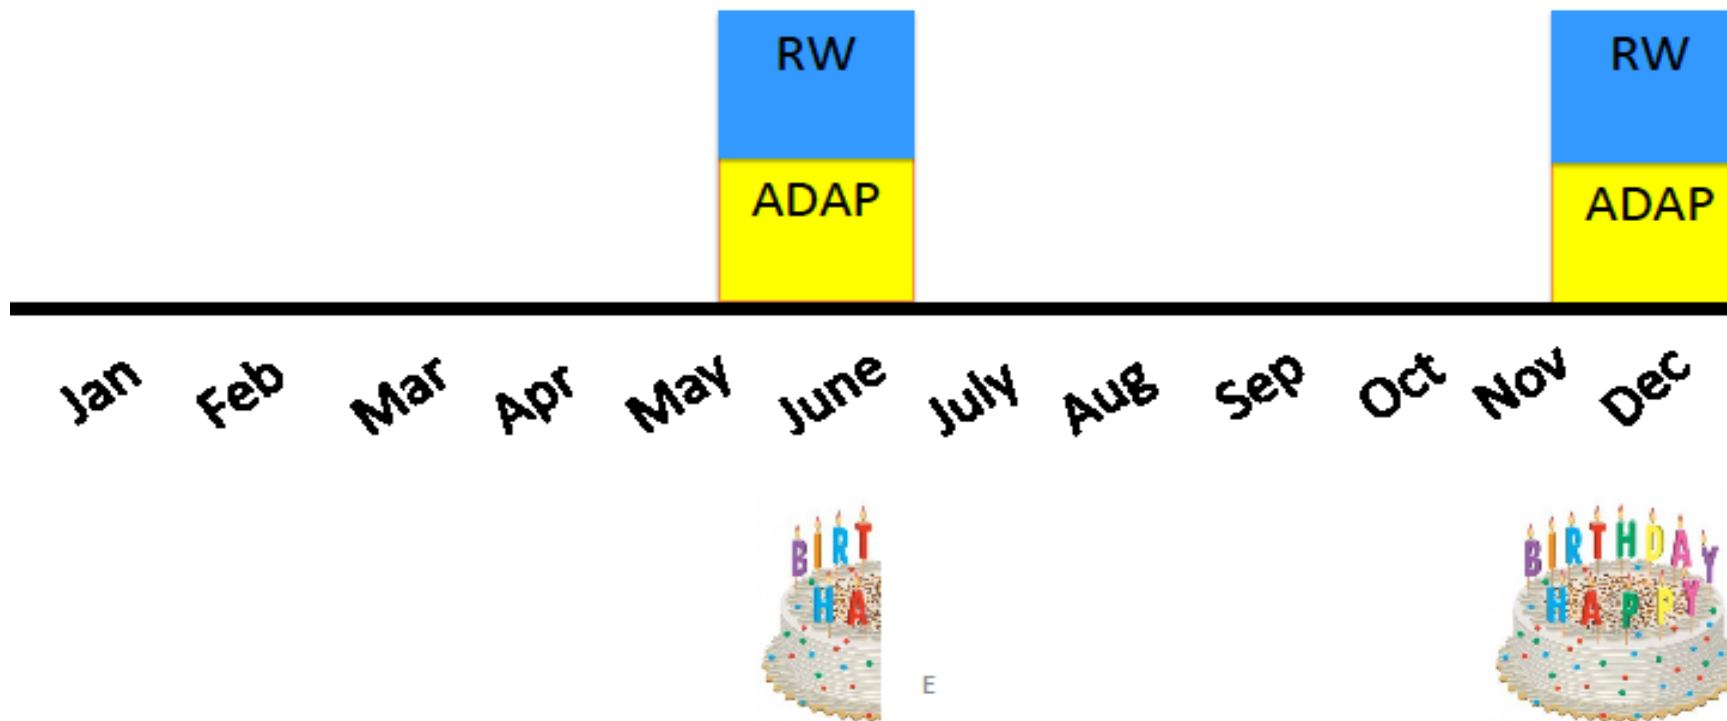 RW RW
ADAP ADAP
Jan Feb Mar Apr May June July Aug Sep Oct Nov Dec
BIRT BIRTHDAY
HA HAPPY
E